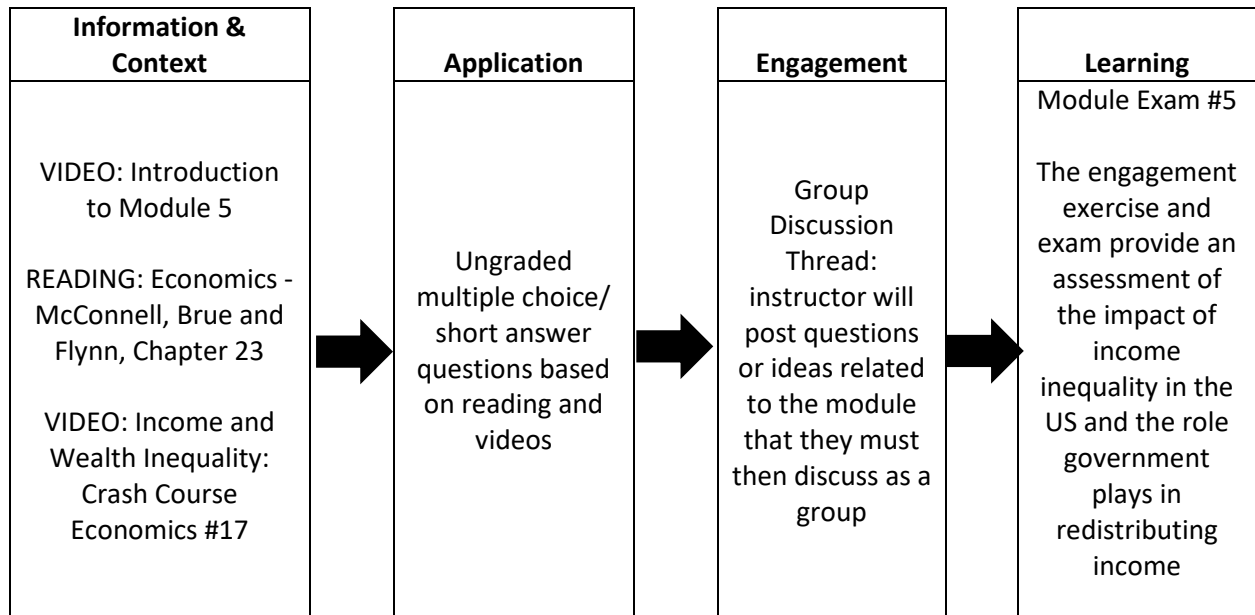 Information &
Context
VIDEO: Introduction
to Module 5
READING: Economics -
McConnell, Brue and
Flynn, Chapter 23
VIDEO: Income and
Wealth Inequality:
Crash Course
Economics #17
Application
Ungraded
multiple choice/
short answer
questions based
on reading and
videos
Engagement
Group
Discussion
Thread:
instructor will
post questions
or ideas related
to the module
that they must
then discuss as a
group
Learning
Module Exam #5
The engagement
exercise and
exam provide an
assessment of
the impact of
income
inequality in the
US and the role
government
plays in
redistributing
income